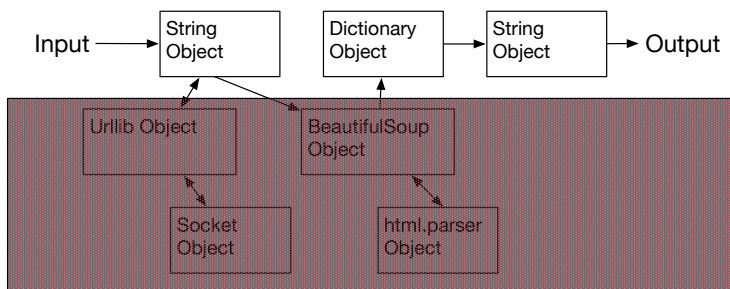 Input
String
Object
Dictionary
Object
String
Object
Output
Urllib Object
BeautifulSoup
Object
Socket
Object
html.parser
Object